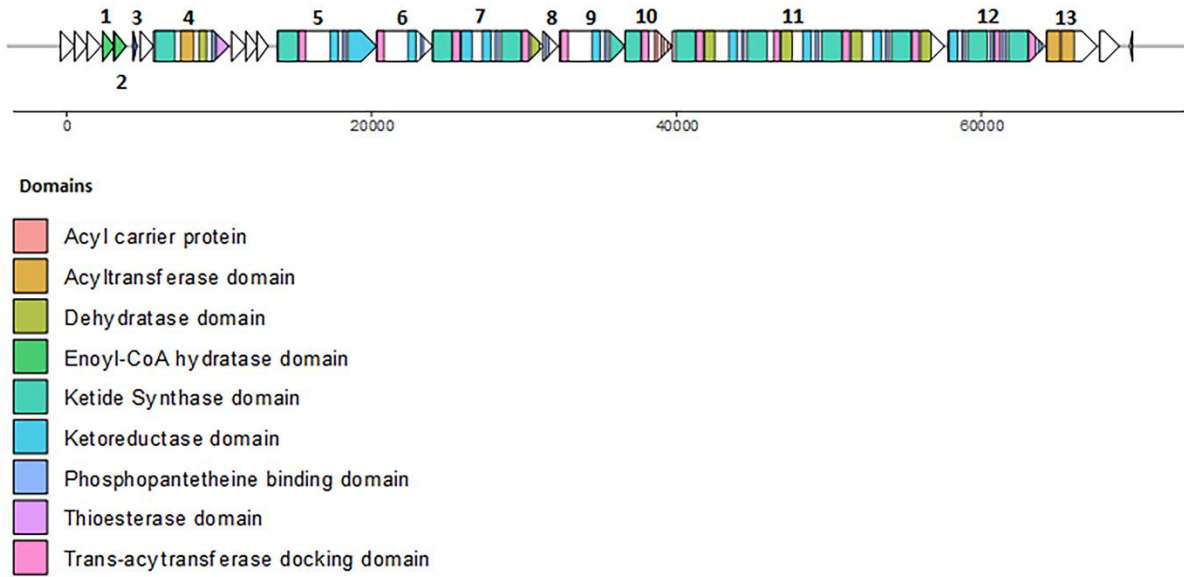 1 3 4 5 6 7 8 9 10 11 12 13
2
0 20000 40000 60000
Domains
Acyl carrier protein
Acyltransferase domain
Dehydratase domain
Enoyl-CoA hydratase domain
Ketide Synthase domain
Ketoreductase domain
Phosphopantetheine binding domain
Thioesterase domain
Trans-acytransferase docking domain